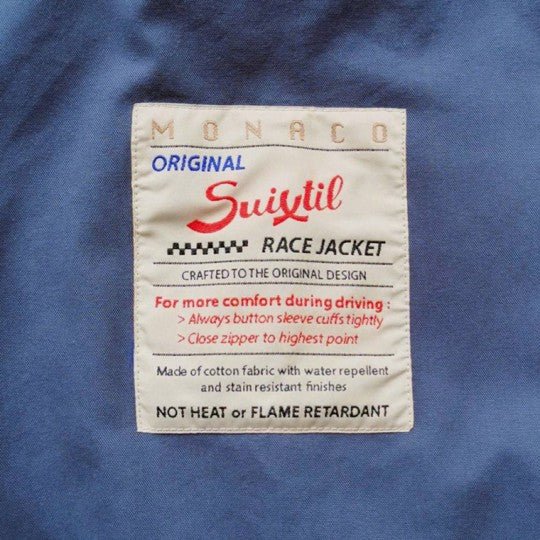 MONACO
ORIGINAL
Suixtil
RACE JACKET
CRAFTED TO THE ORIGINAL DESIGN
For more comfort during driving :
> Always button sleeve cuffs tightly
> Close zipper to highest point
Made of cotton fabric with water repellent
and stain resistant finishes
NOT HEAT or FLAME RETARDANT